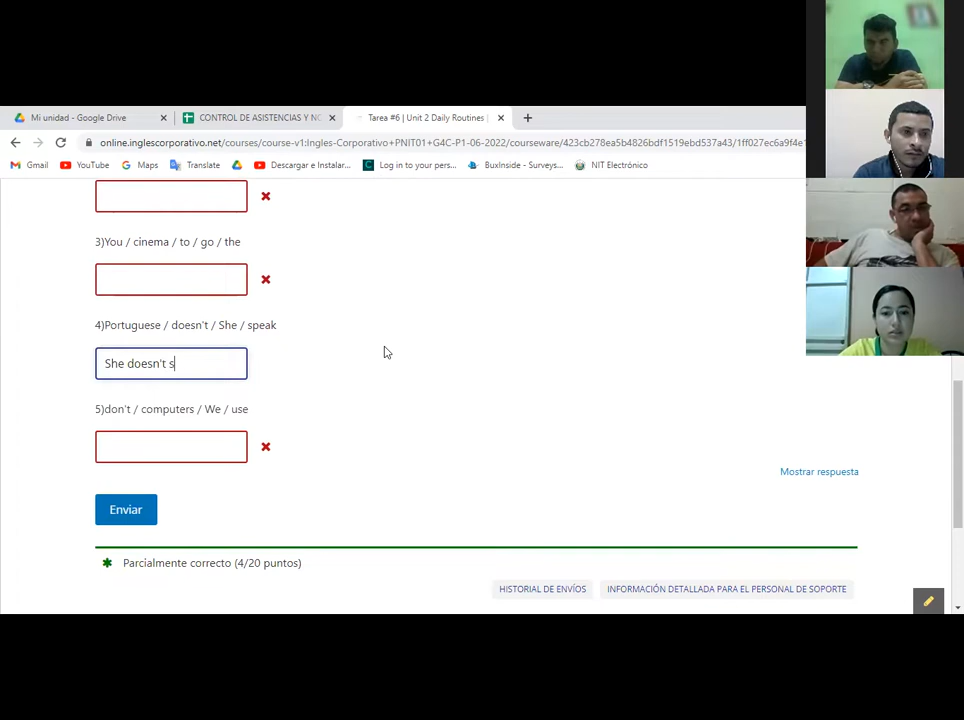 Mi unidad - Google Drive
CONTROL DE ASISTENCIAS Y NO
Tarea #6 | Unit 2 Daily Routines |
online.inglescorporativo.net/courses/course-v1:Ingles-Corporativo+PNIT01+G4C-P1-06-2022/courseware/423cb278ea5b4826bdf1519ebd537a43/1ff027ec6a9f4e1
Gmail
YouTube
Maps
Translate
Descargar e Instalar...
Log in to your pers...
BuxInside - Surveys...
NIT Electrónico
3)You / cinema / to / go / the
4)Portuguese / doesn't / She / speak
She doesn't s
5)don't / computers / We / use
Mostrar respuesta
Enviar
Parcialmente correcto (4/20 puntos)
HISTORIAL DE ENVÍOS
INFORMACIÓN DETALLADA PARA EL PERSONAL DE SOPORTE